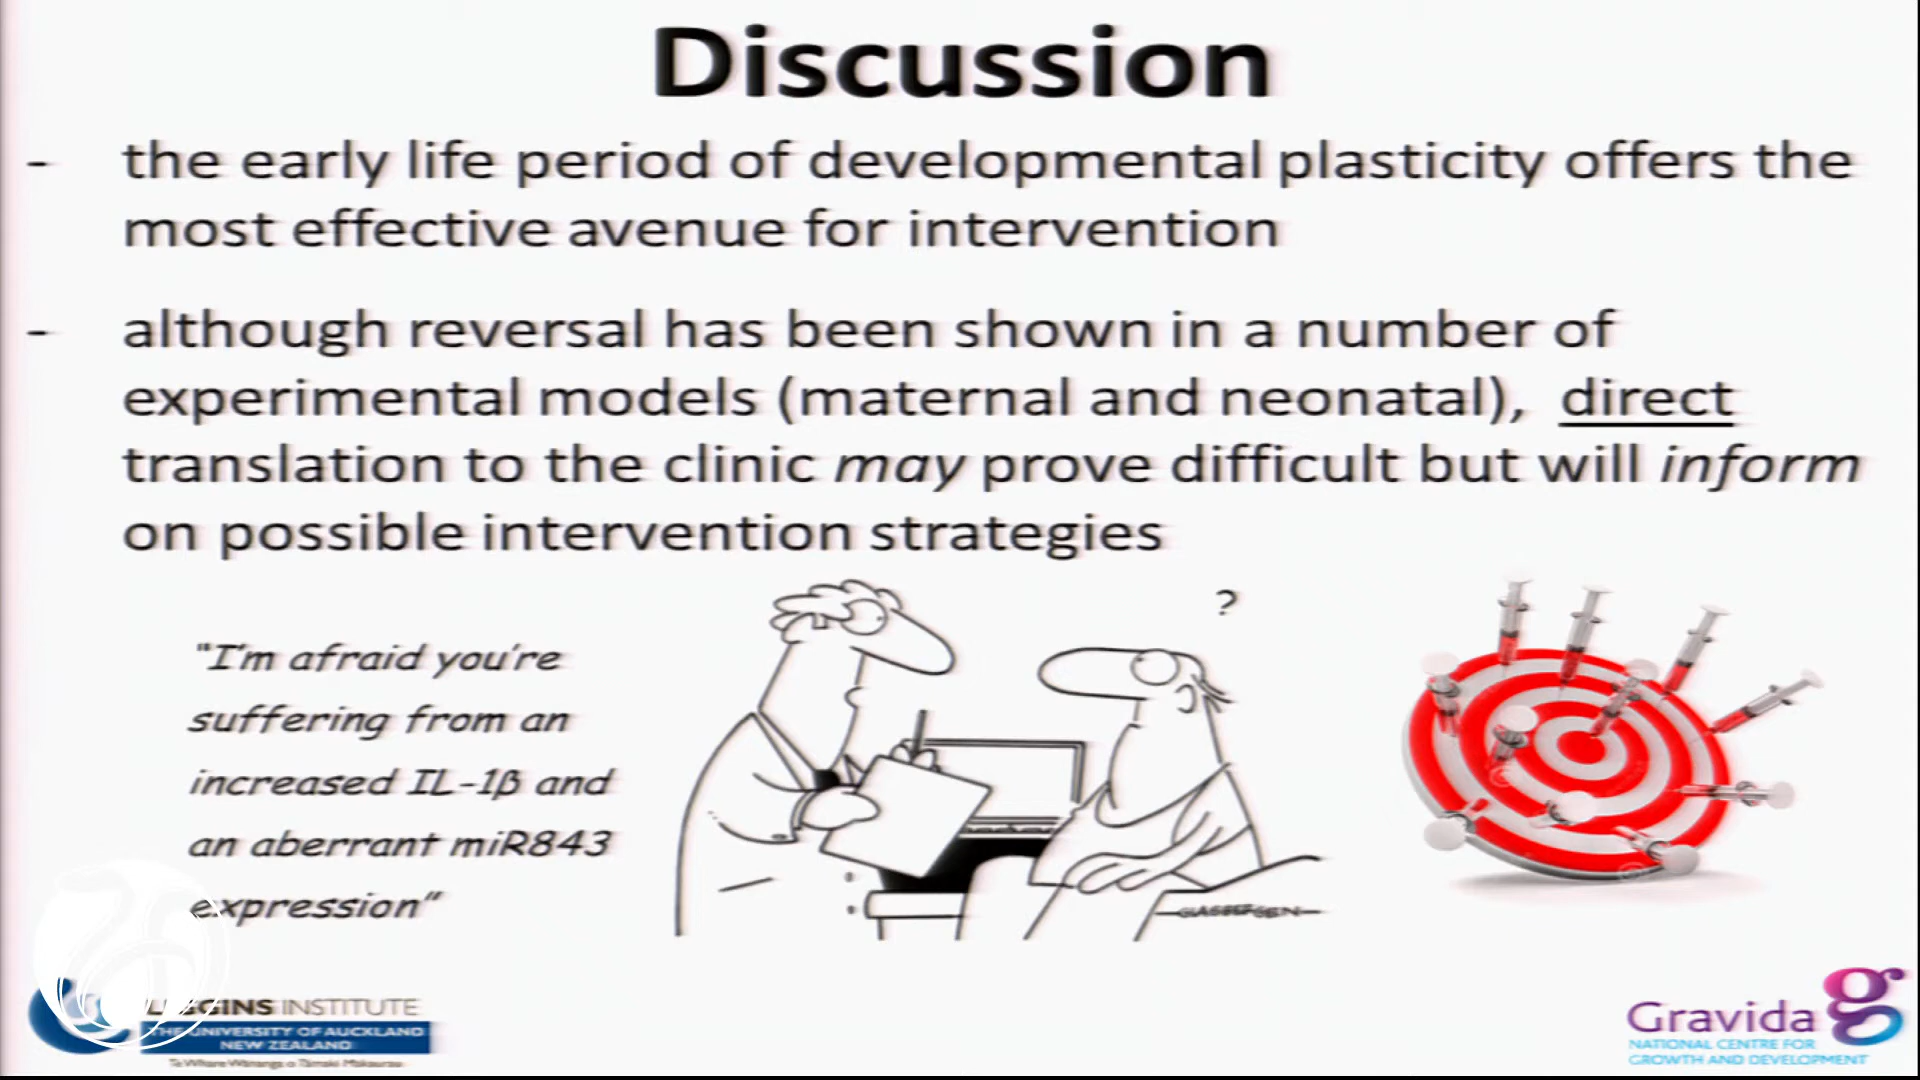 Discussion
- the early life period of developmental plasticity offers the
most effective avenue for intervention
- although reversal has been shown in a number of
experimental models (maternal and neonatal), direct
translation to the clinic may prove difficult but will inform
on possible intervention strategies
?
"I'm afraid you're
suffering from an
increased IL-1β and
an aberrant miR843
expression"
GLASBERGEN
LIGGINS INSTITUTE
THE UNIVERSITY OF AUCKLAND
NEW ZEALAND
Te Whare Wānanga o Tāmaki Makaurau
Gravida
NATIONAL CENTRE FOR
GROWTH AND DEVELOPMENT